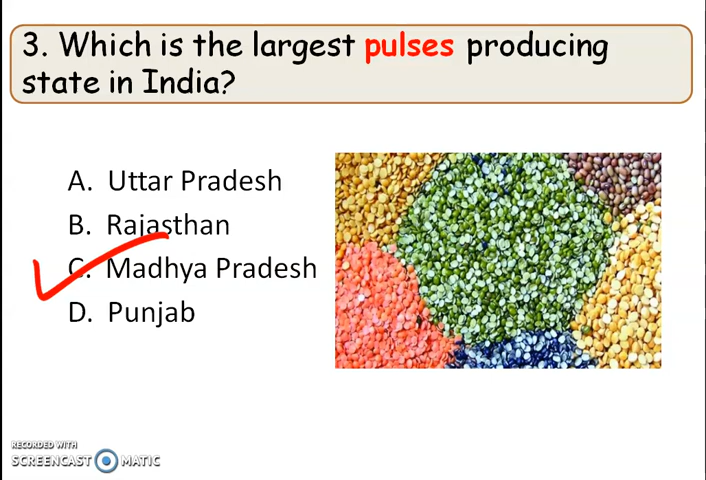 3. Which is the largest pulses producing
state in India?
A. Uttar Pradesh
B. Rajasthan
C. Madhya Pradesh
D. Punjab
RECORDED WITH
SCREENCAST MATIC